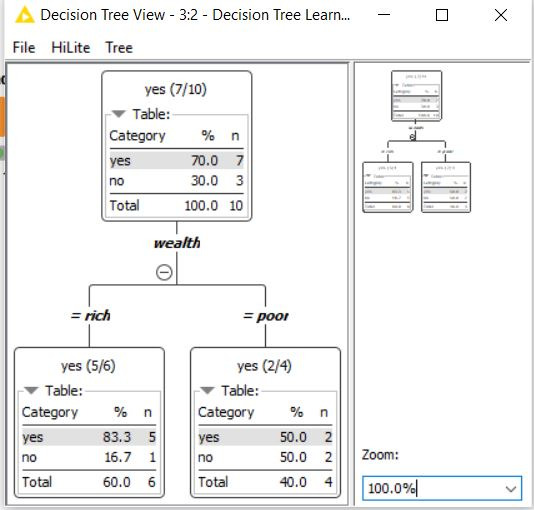 Decision Tree View - 3:2 - Decision Tree Learn...
File HiLite Tree
yes (7/10)
Table:
Category % n
yes 70.0 7
no 30.0 3
Total 100.0 10
wealth
= rich
= poor
yes (5/6)
Table:
Category % n
yes 83.3 5
no 16.7 1
Total 60.0 6
yes (2/4)
Table:
Category % n
yes 50.0 2
no 50.0 2
Total 40.0 4
Zoom:
100.0%